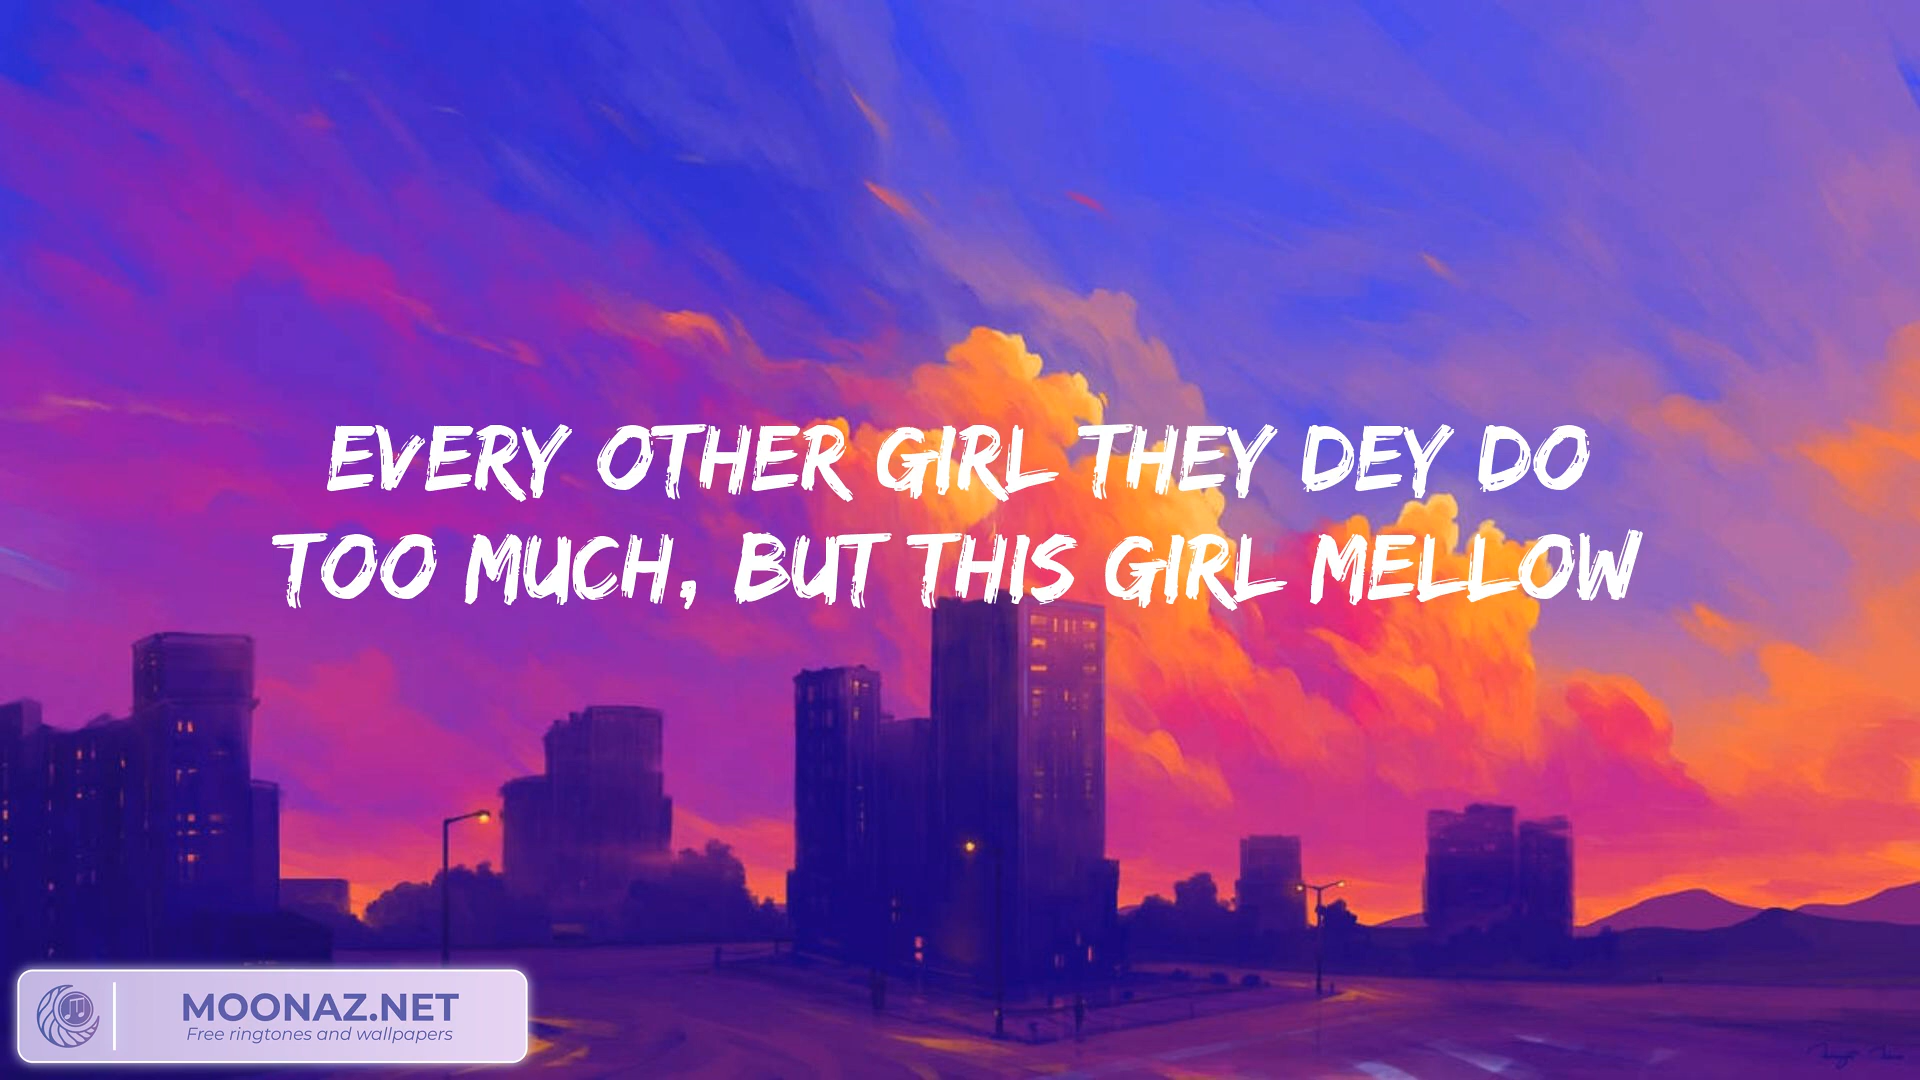 EVERY OTHER GIRL THEY DEY DO
TOO MUCH, BUT THIS GIRL MELLOW
MOONAZ.NET
Free ringtones and wallpapers